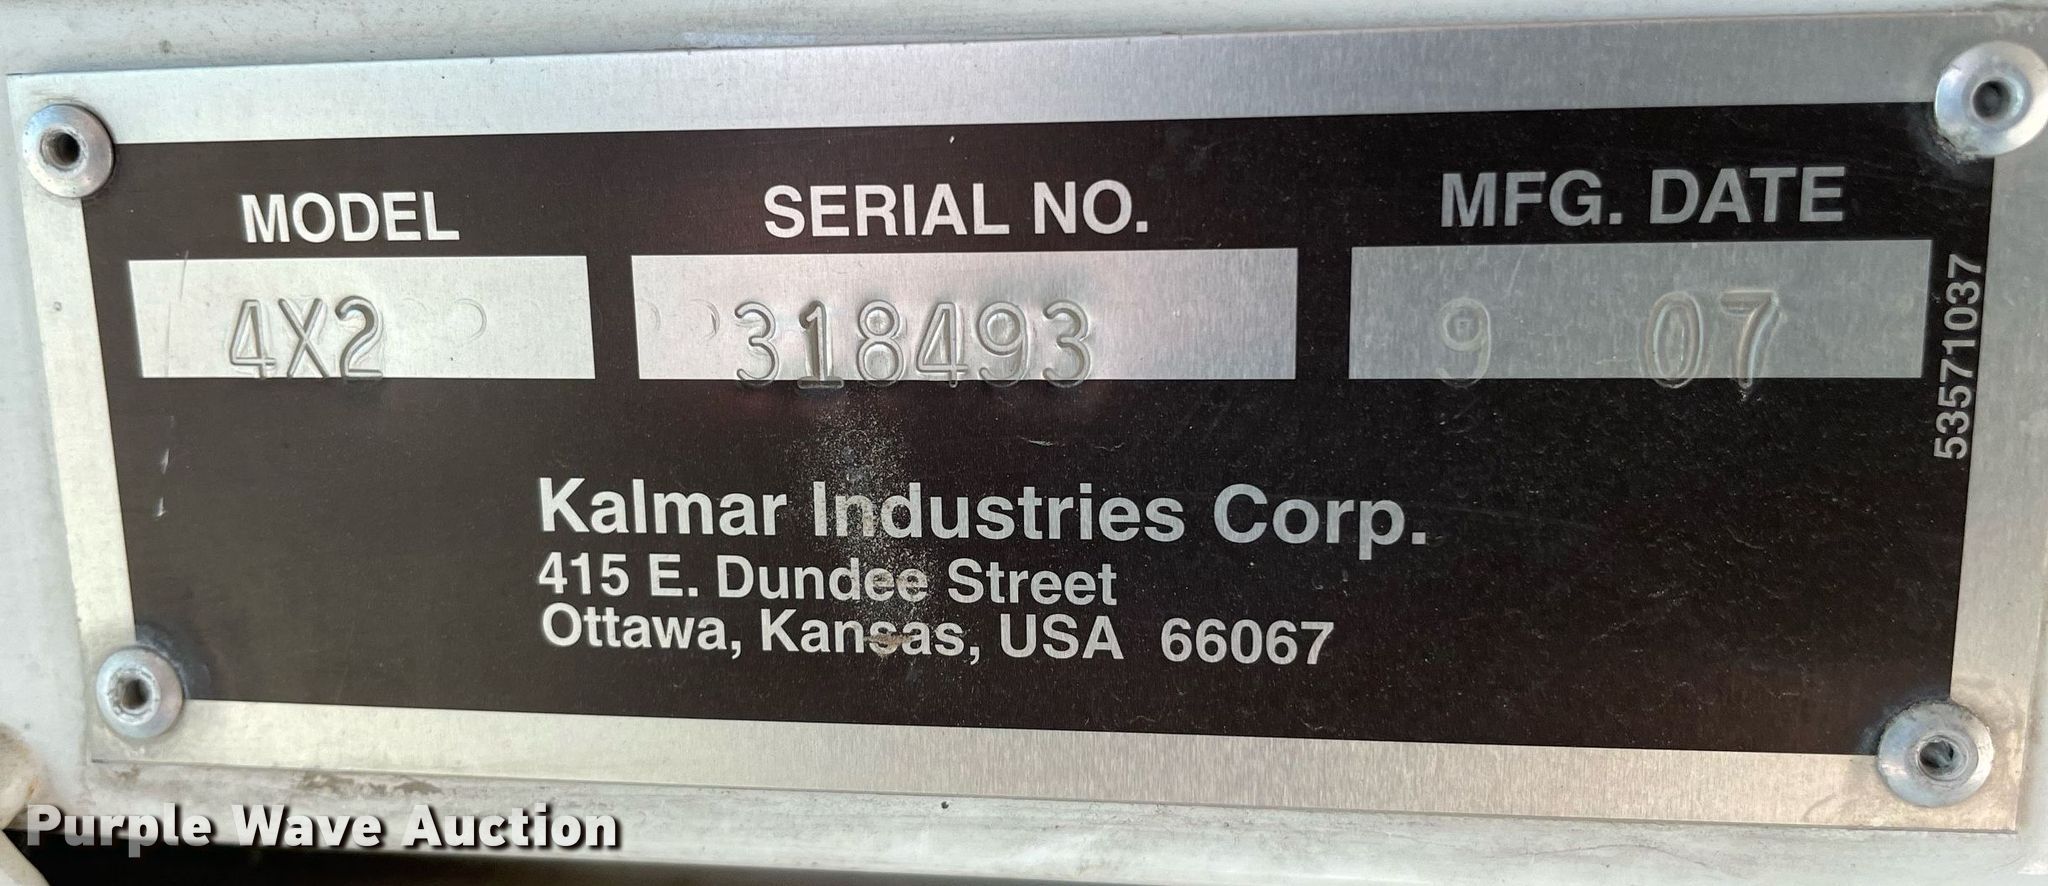 MODEL SERIAL NO. MFG. DATE
4X2 318493 9 07
53571037
Kalmar Industries Corp.
415 E. Dundee Street
Ottawa, Kansas, USA 66067
Purple Wave Auction